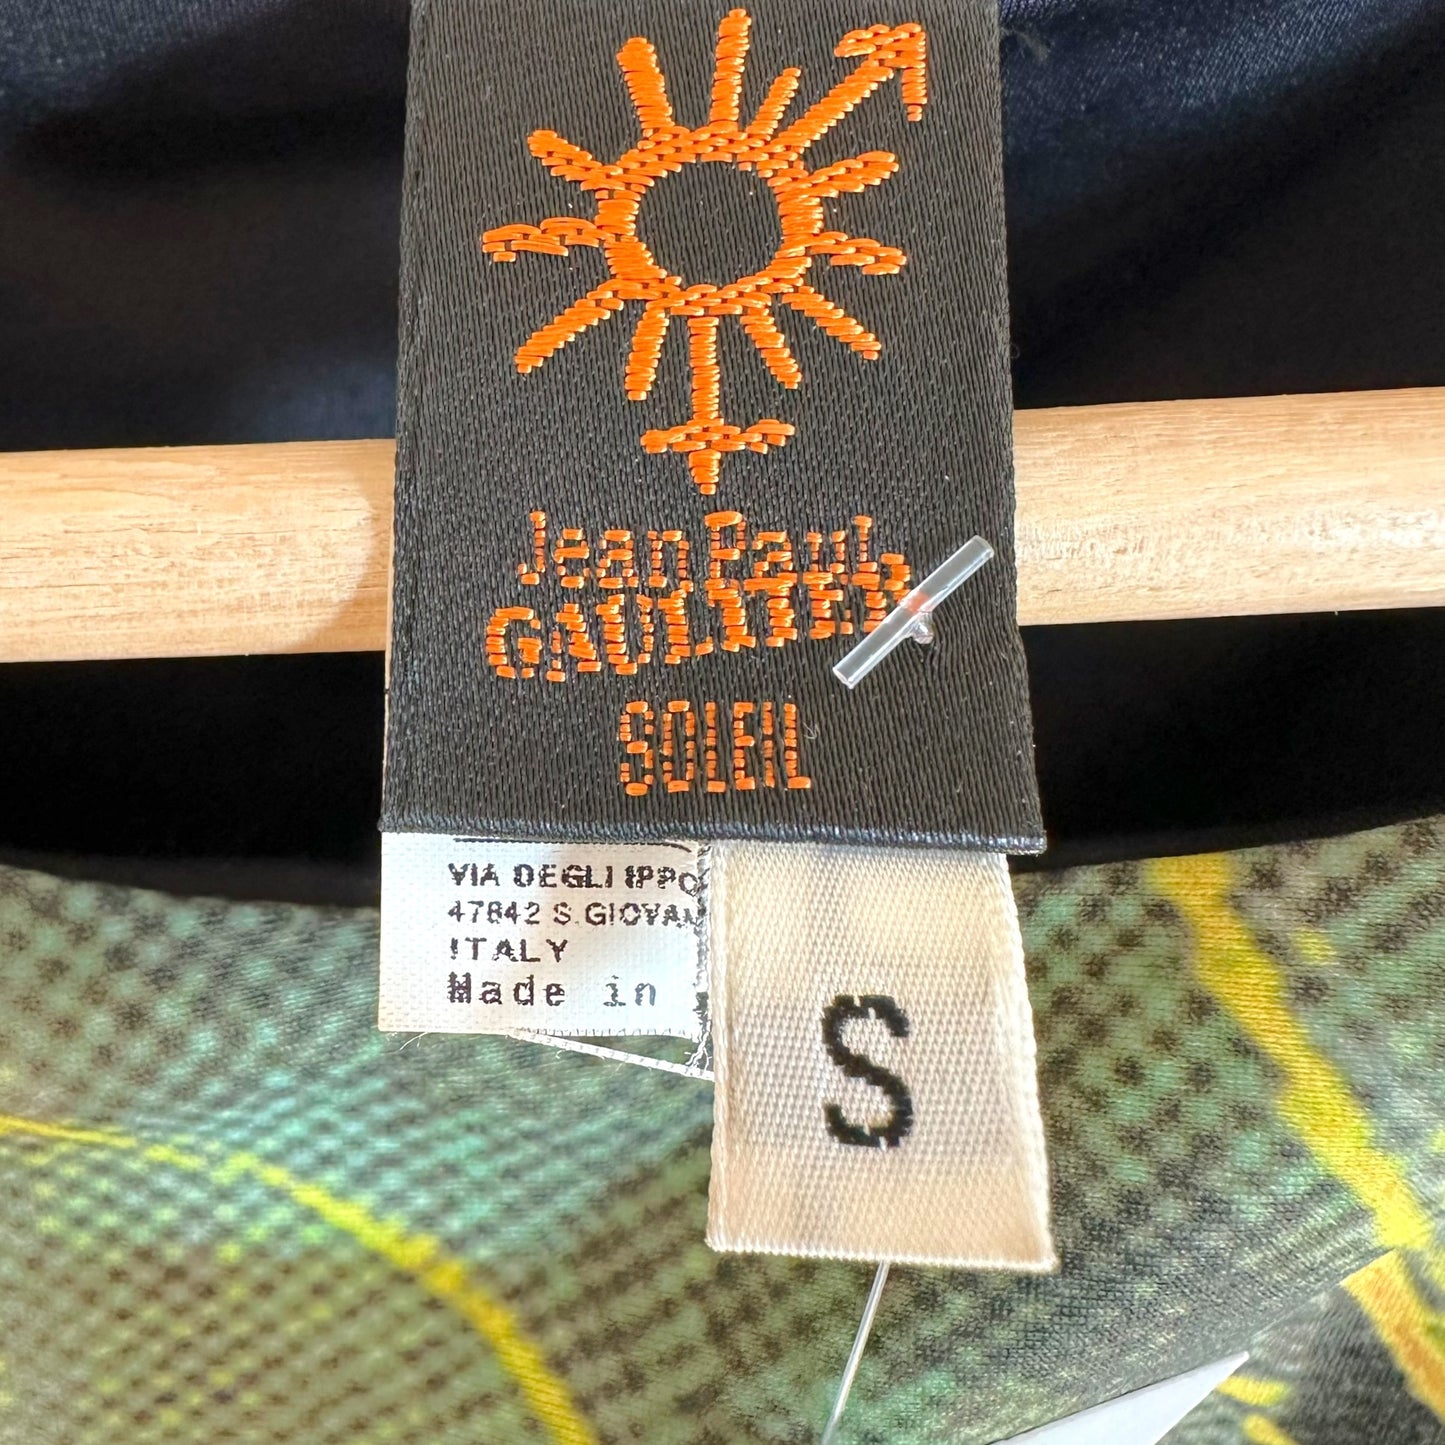 Jean Paul
GAULTIER
SOLEIL
VIA DEGLI IPPO
47842 S.GIOVAN
ITALY
Made in
S